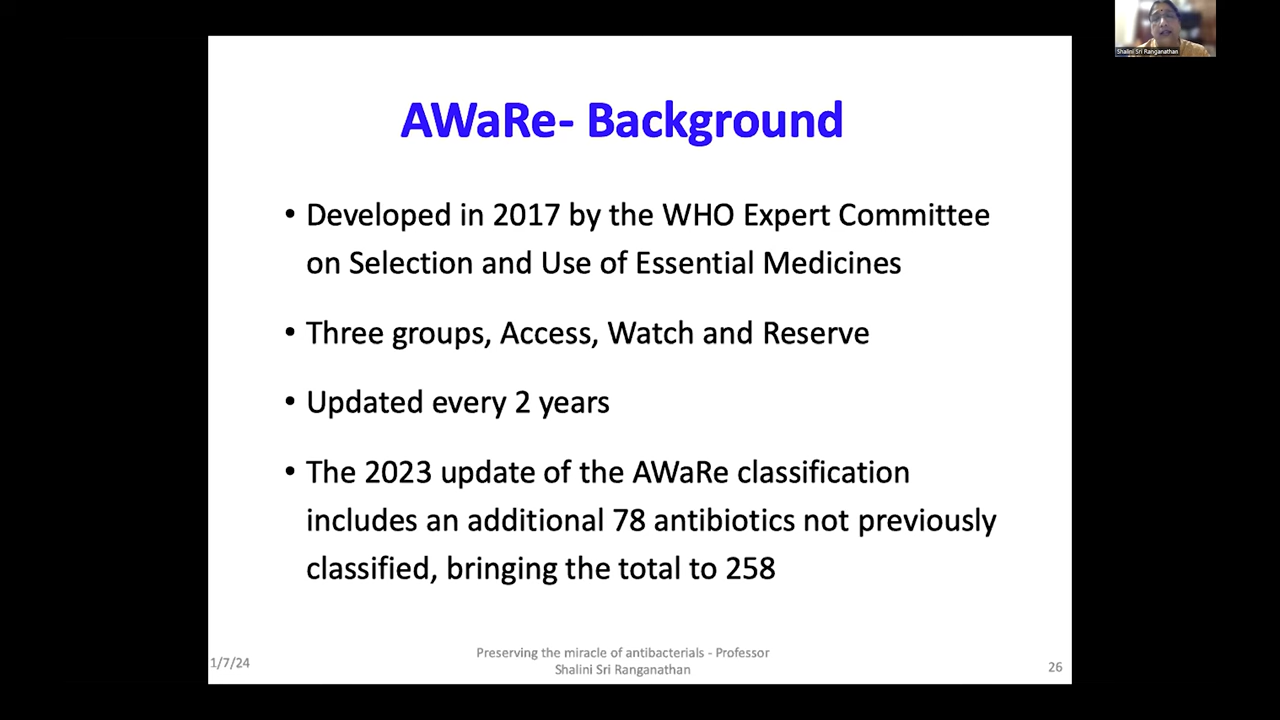 Shalini Sri Ranganathan
AWaRe- Background
• Developed in 2017 by the WHO Expert Committee
on Selection and Use of Essential Medicines
• Three groups, Access, Watch and Reserve
• Updated every 2 years
• The 2023 update of the AWaRe classification
includes an additional 78 antibiotics not previously
classified, bringing the total to 258
1/7/24
Preserving the miracle of antibacterials - Professor
Shalini Sri Ranganathan
26